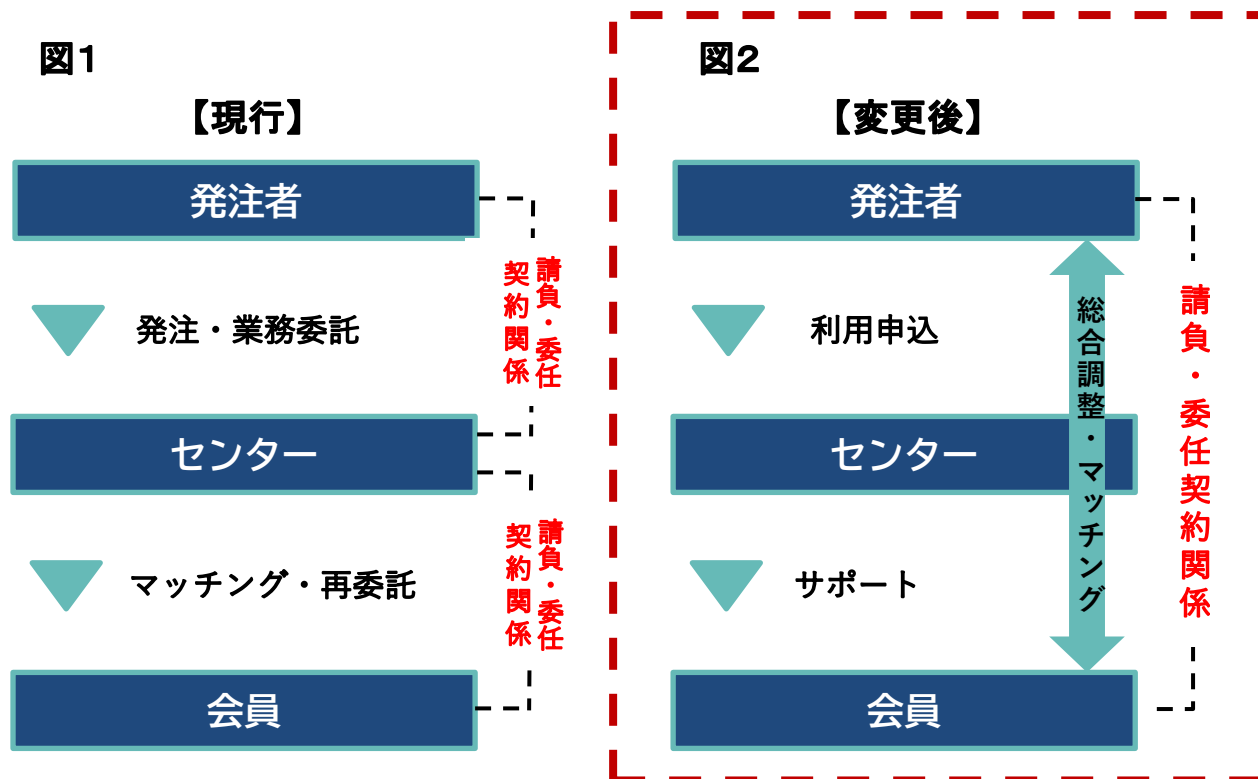 図1
【現行】
発注者
発注・業務委託
請負・委任
契約関係
センター
マッチング・再委託
請負・委任
契約関係
会員
図2
【変更後】
発注者
利用申込
総合調整・マッチング
請負・委任契約関係
センター
サポート
会員